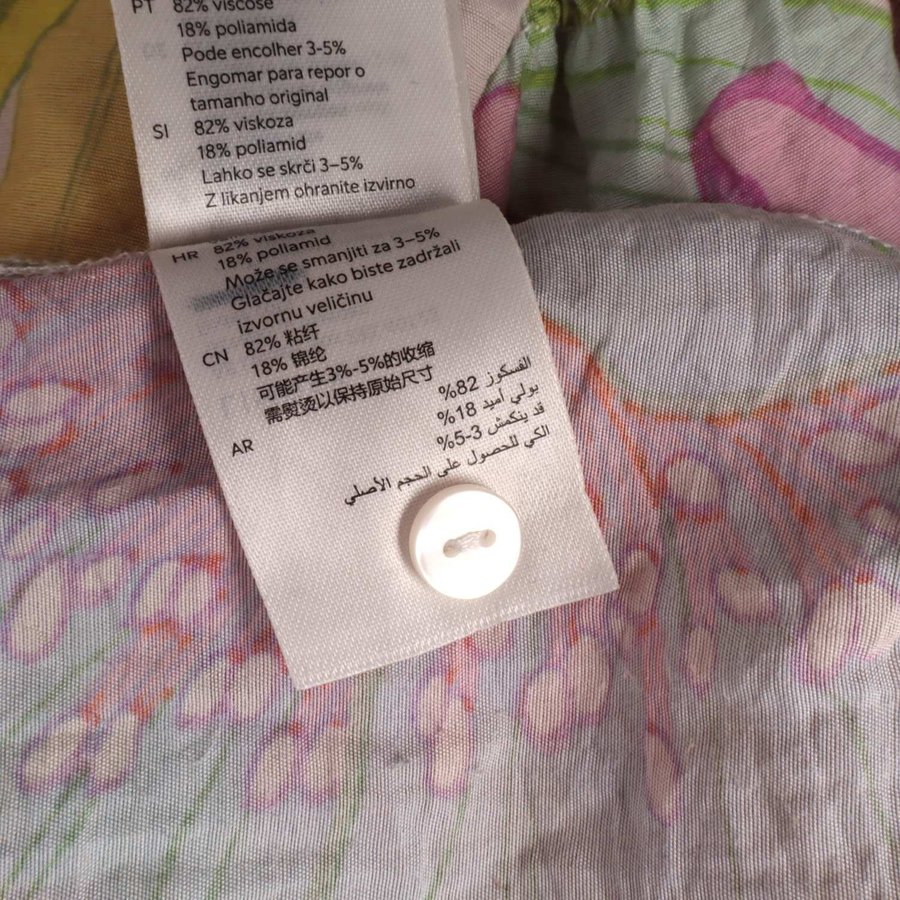 PT 82% viscose
18% poliamida
Pode encolher 3-5%
Engomar para repor o
tamanho original
SI 82% viskoza
18% poliamid
Lahko se skrči 3–5%
Z likanjem ohranite izvirno
HR 82% viskoza
18% poliamid
Može se smanjiti za 3–5%
Glačajte kako biste zadržali
izvornu veličinu
CN 82% 粘纤
18% 锦纶
可能产生3%-5%的收缩
需熨烫以保持原始尺寸
AR الفسكوز 82%
بولي أميد 18%
قد ينكمش 3-5%
الكي للحصول على الحجم الأصلي